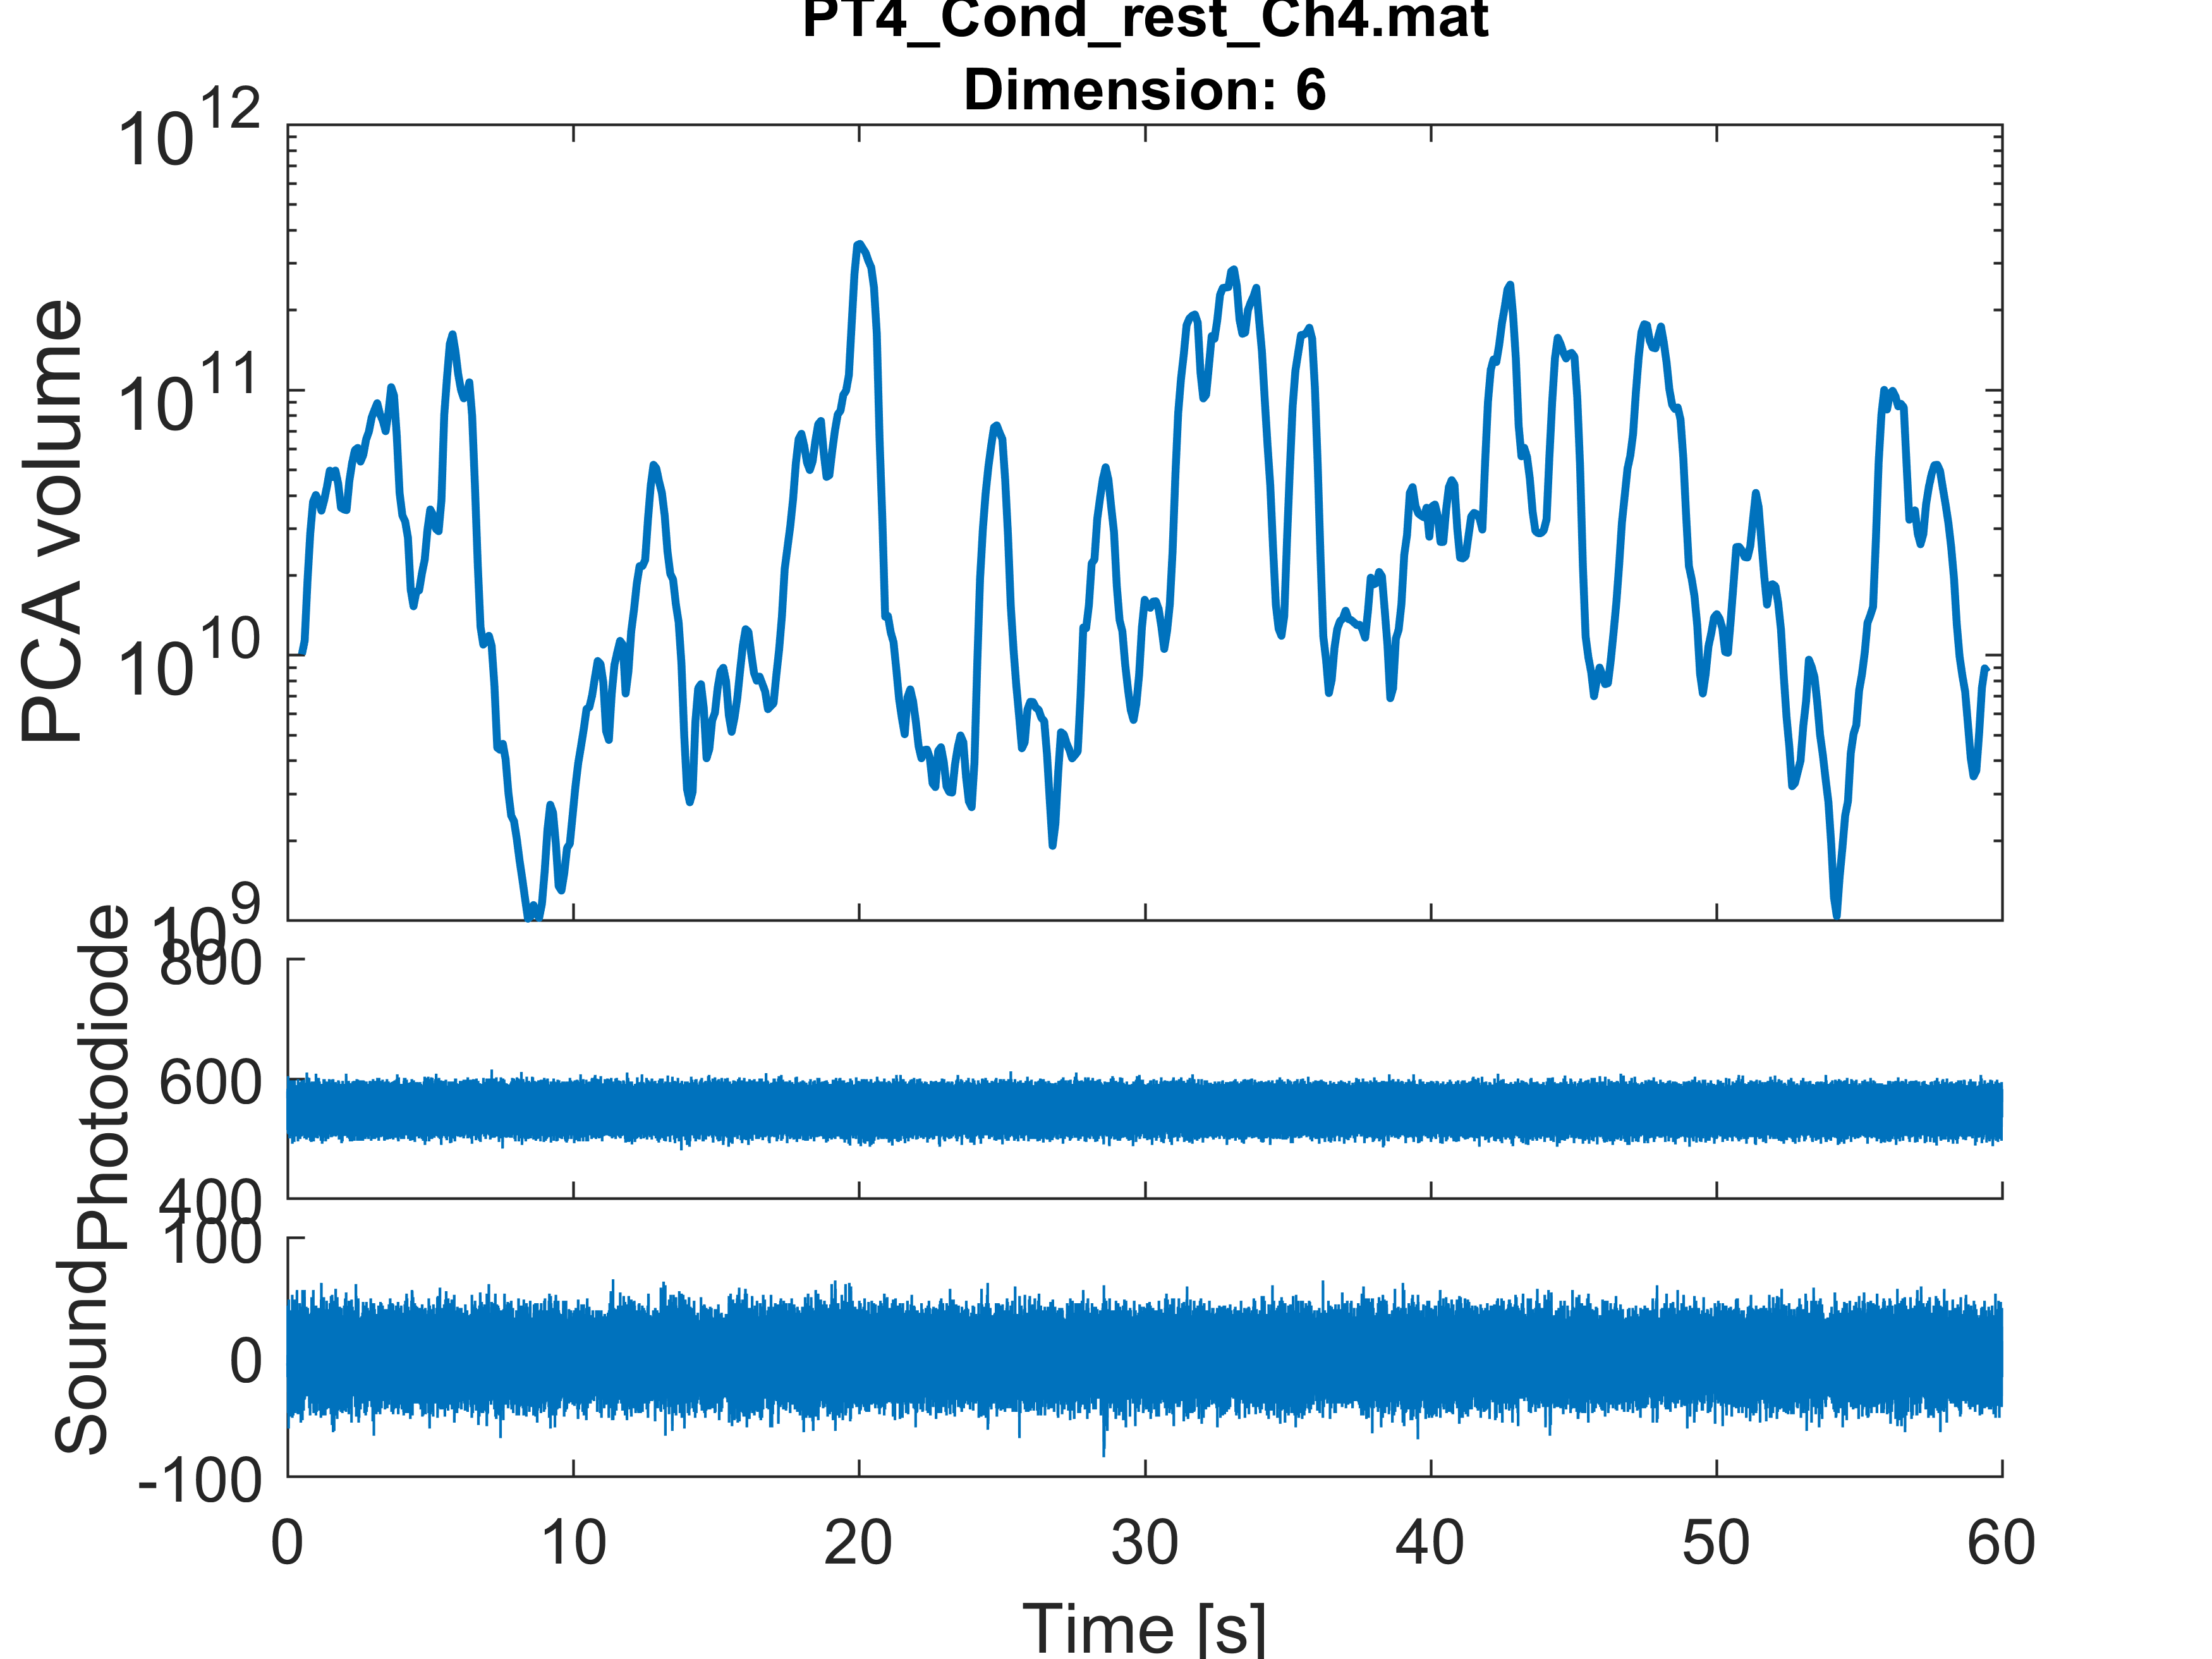 PT4_Cond_rest_Ch4.mat
Dimension: 6
PCA volume
10^12
10^11
10^10
10^9
Photodiode
800
600
400
Sound
100
0
-100
0 10 20 30 40 50 60
Time [s]